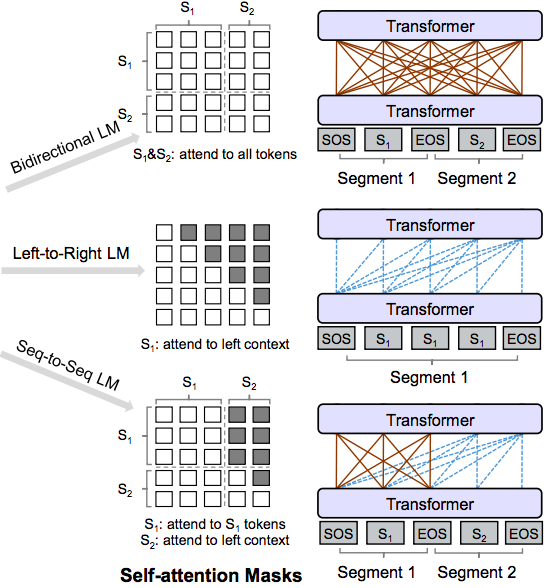 S1 S2
Transformer
S1
S2
Transformer
SOS S1 EOS S2 EOS
Bidirectional LM
S1&S2: attend to all tokens
Segment 1 Segment 2
Transformer
Left-to-Right LM
Transformer
S1: attend to left context
SOS S1 S1 S1 EOS
Segment 1
Seq-to-Seq LM
S1 S2
Transformer
S1
S2
Transformer
S1: attend to S1 tokens
SOS S1 EOS S2 EOS
S2: attend to left context
Segment 1 Segment 2
Self-attention Masks